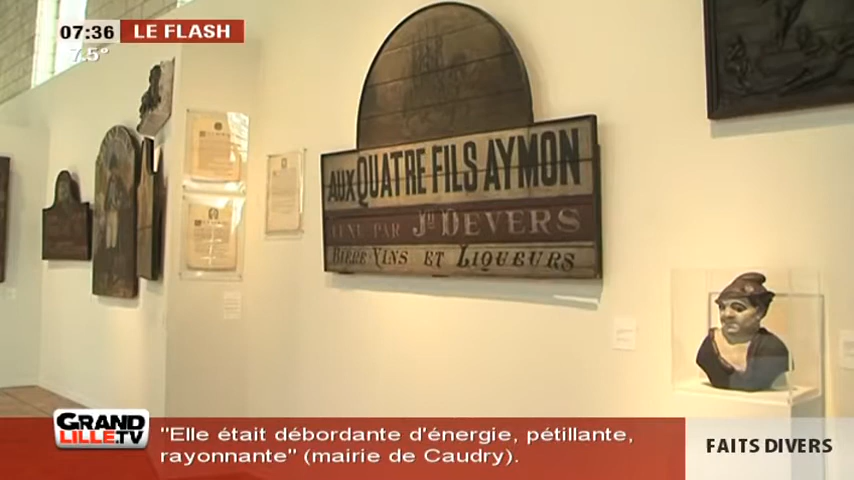 07:36 LE FLASH
7.5°
AUX QUATRE FILS AYMON
TENU PAR Jh DEVERS
BIÈRE VINS ET LIQUEURS
GRAND
LILLE.TV
"Elle était débordante d'énergie, pétillante,
rayonnante" (mairie de Caudry).
FAITS DIVERS